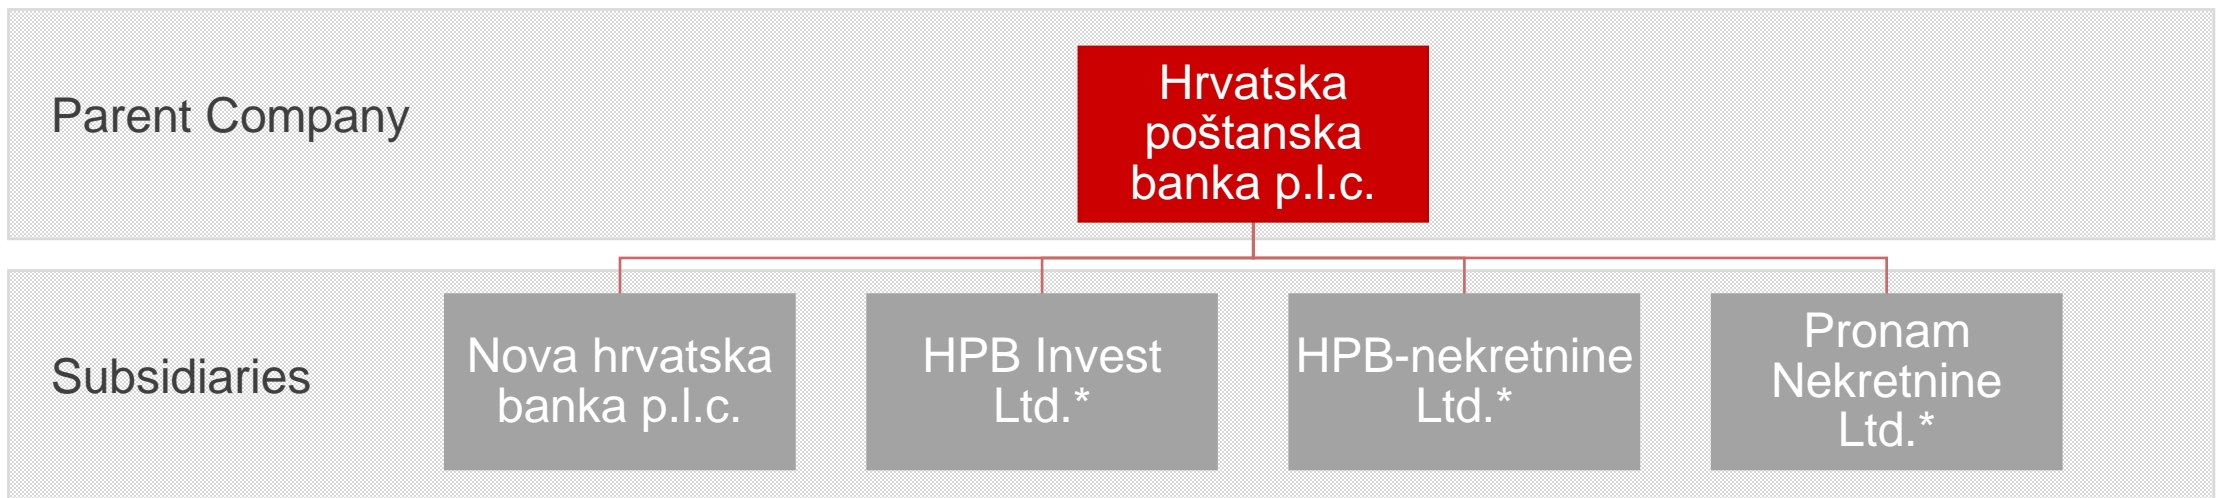 Parent Company
Hrvatska
poštanska
banka p.l.c.
Subsidiaries
Nova hrvatska
banka p.l.c.
HPB Invest
Ltd.*
HPB-nekretnine
Ltd.*
Pronam
Nekretnine
Ltd.*